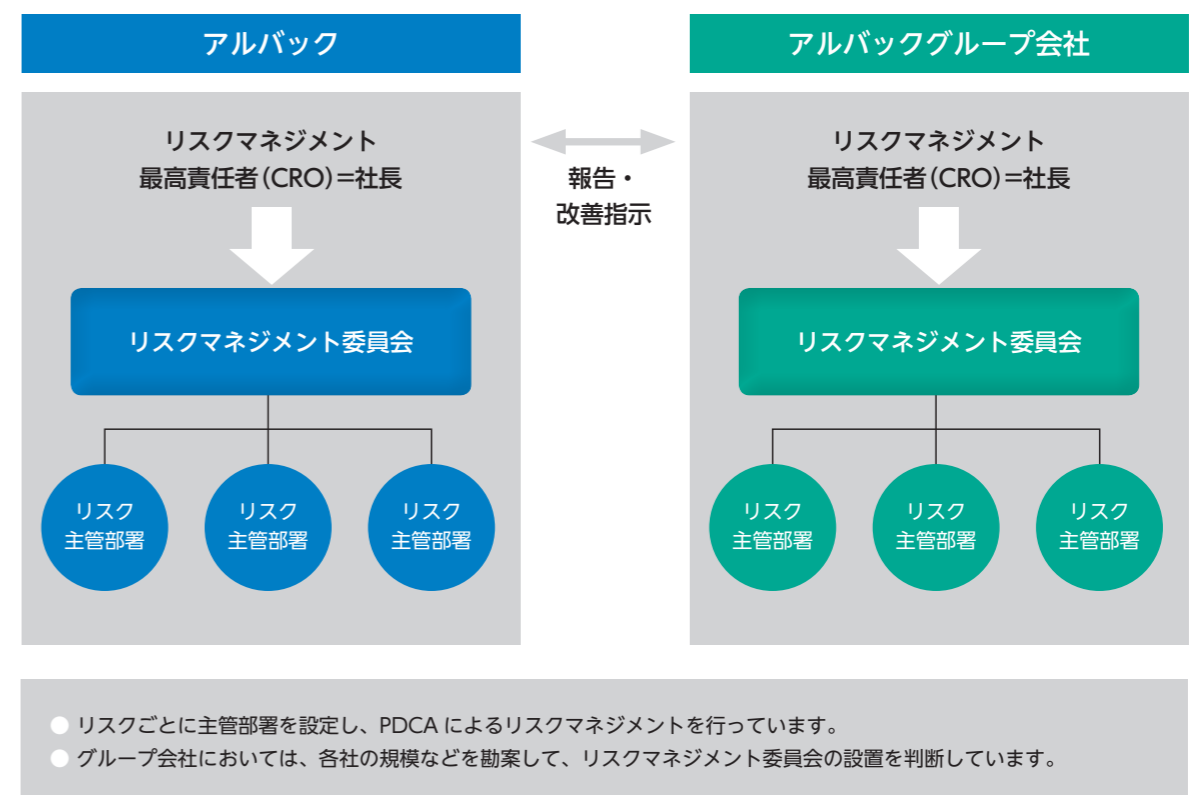 アルバック
アルバックグループ会社
リスクマネジメント
最高責任者(CRO)=社長
報告・
改善指示
リスクマネジメント
最高責任者(CRO)=社長
リスクマネジメント委員会
リスクマネジメント委員会
リスク
主管部署
リスク
主管部署
リスク
主管部署
リスク
主管部署
リスク
主管部署
リスク
主管部署
● リスクごとに主管部署を設定し、PDCA によるリスクマネジメントを行っています。
● グループ会社においては、各社の規模などを勘案して、リスクマネジメント委員会の設置を判断しています。